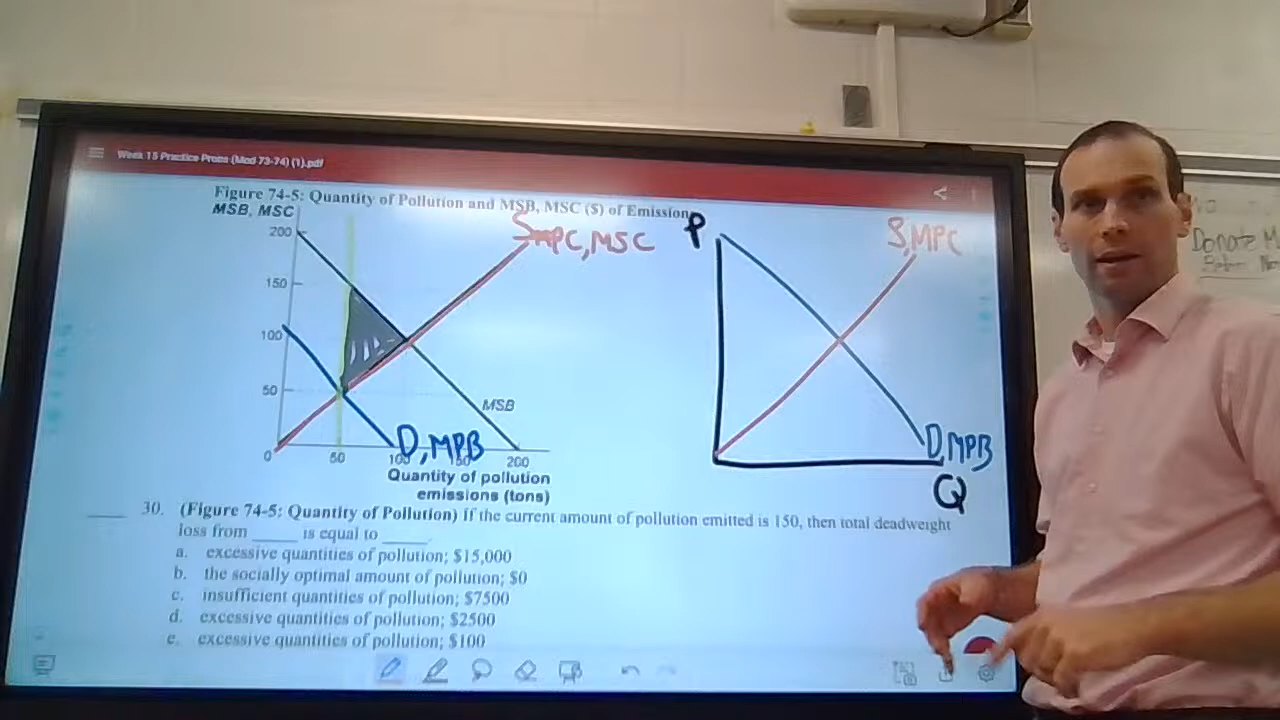 Week 15 Practice Probs (Mod 73-74) (1).pdf
Figure 74-5: Quantity of Pollution and MSB, MSC ($) of Emission
MSB, MSC
200
150
100
50
0
50
100
150
200
MSB
Quantity of pollution
emissions (tons)
S, MPC, MSC
D, MPB
P
S, MPC
D, MPB
Q
30. (Figure 74-5: Quantity of Pollution) If the current amount of pollution emitted is 150, then total deadweight
loss from ____ is equal to ____.
a. excessive quantities of pollution; $15,000
b. the socially optimal amount of pollution; $0
c. insufficient quantities of pollution; $7500
d. excessive quantities of pollution; $2500
e. excessive quantities of pollution; $100
Donate M